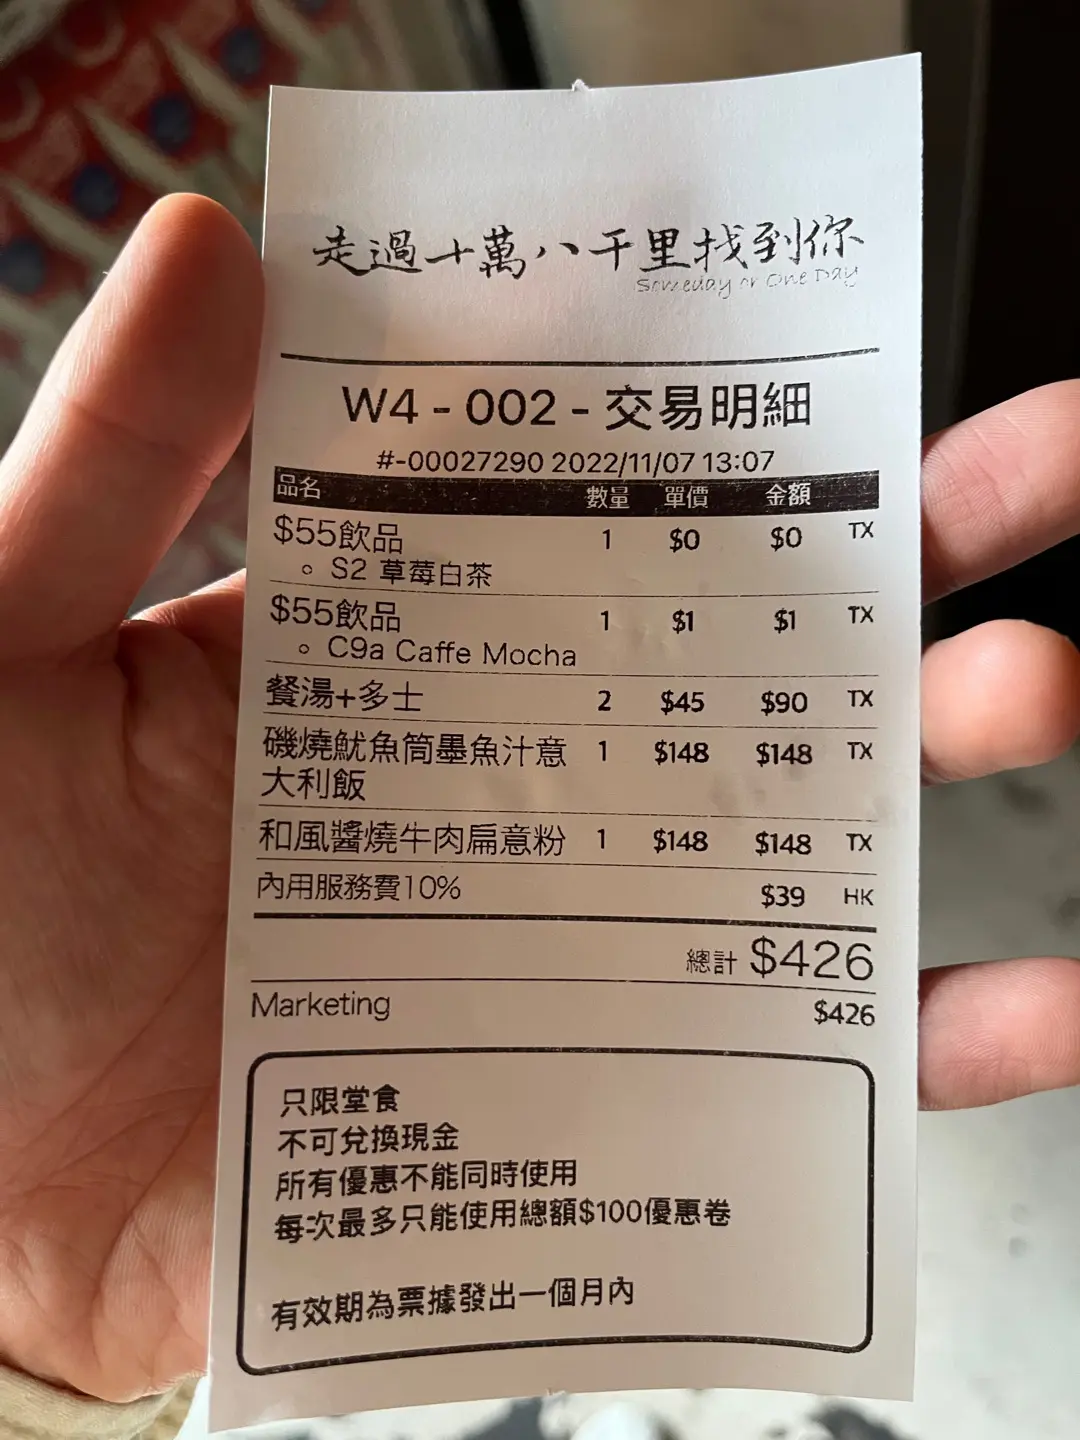 走過十萬八千里找到你
Someday or One Day
W4 - 002 - 交易明細
#-00027290 2022/11/07 13:07
品名 數量 單價 金額
$55飲品 1 $0 $0 TX
◦ S2 草莓白茶
$55飲品 1 $1 $1 TX
◦ C9a Caffe Mocha
餐湯+多士 2 $45 $90 TX
磯燒魷魚筒墨魚汁意 1 $148 $148 TX
大利飯
和風醬燒牛肉扁意粉 1 $148 $148 TX
內用服務費10% $39 HK
總計 $426
Marketing $426
只限堂食
不可兌換現金
所有優惠不能同時使用
每次最多只能使用總額$100優惠卷
有效期為票據發出一個月內